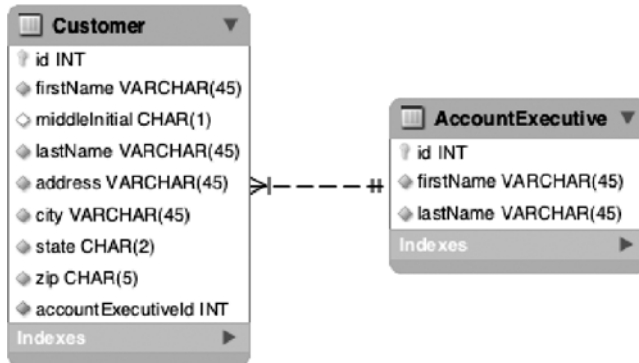 Customer
id INT
firstName VARCHAR(45)
middleInitial CHAR(1)
lastName VARCHAR(45)
address VARCHAR(45)
city VARCHAR(45)
state CHAR(2)
zip CHAR(5)
accountExecutiveId INT
Indexes
AccountExecutive
id INT
firstName VARCHAR(45)
lastName VARCHAR(45)
Indexes